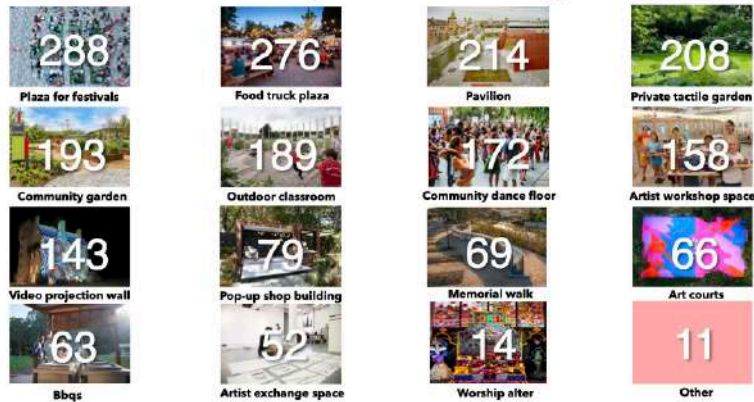 288 276 214 208
Plaza for festivals Food truck plaza Pavilion Private tactile garden
193 189 172 158
Community garden Outdoor classroom Community dance floor Artist workshop space
143 79 69 66
Video projection wall Pop-up shop building Memorial walk Art courts
63 52 14 11
Bbqs Artist exchange space Worship alter Other